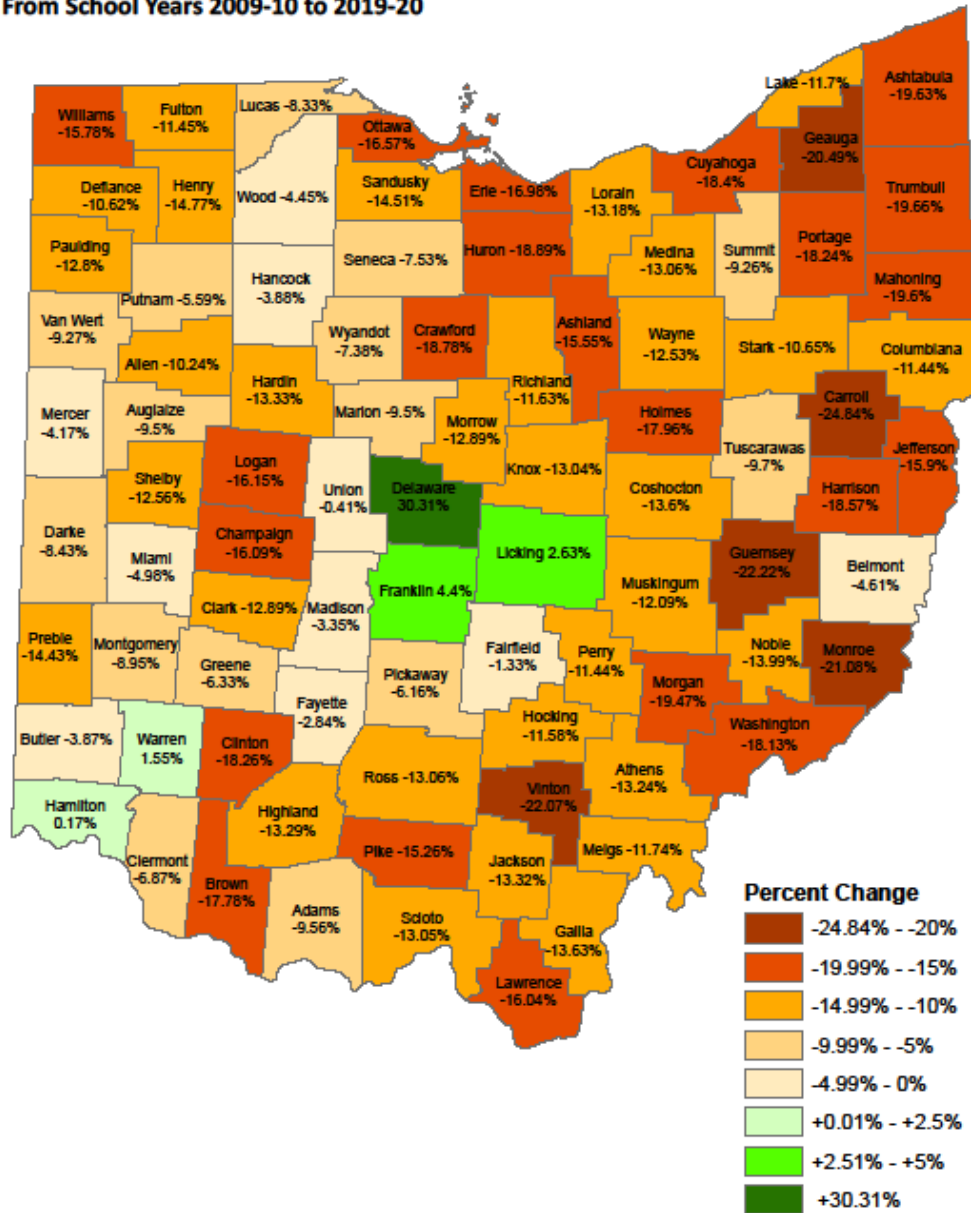 From School Years 2009-10 to 2019-20
Lake -11.7%
Ashtabula
-19.63%
Williams
-15.78%
Fulton
-11.45%
Lucas -8.33%
Ottawa
-16.57%
Geauga
-20.49%
Cuyahoga
-18.4%
Defiance
-10.62%
Henry
-14.77%
Wood -4.45%
Sandusky
-14.51%
Erie -16.98%
Lorain
-13.18%
Trumbull
-19.66%
Paulding
-12.8%
Hancock
-3.88%
Seneca -7.53%
Huron -18.89%
Medina
-13.06%
Summit
-9.26%
Portage
-18.24%
Mahoning
-19.6%
Putnam -5.59%
Van Wert
-9.27%
Allen -10.24%
Wyandot
-7.38%
Crawford
-18.78%
Ashland
-15.55%
Wayne
-12.53%
Stark -10.65%
Columbiana
-11.44%
Hardin
-13.33%
Richland
-11.63%
Mercer
-4.17%
Auglaize
-9.5%
Marion -9.5%
Morrow
-12.89%
Holmes
-17.96%
Carroll
-24.84%
Tuscarawas
-9.7%
Jefferson
-15.9%
Logan
-16.15%
Shelby
-12.56%
Union
-0.41%
Delaware
30.31%
Knox -13.04%
Coshocton
-13.6%
Harrison
-18.57%
Darke
-8.43%
Champaign
-16.09%
Miami
-4.98%
Licking 2.63%
Guernsey
-22.22%
Belmont
-4.61%
Franklin 4.4%
Muskingum
-12.09%
Clark -12.89%
Madison
-3.35%
Preble
-14.43%
Montgomery
-8.95%
Greene
-6.33%
Fairfield
-1.33%
Perry
-11.44%
Noble
-13.99%
Monroe
-21.08%
Pickaway
-6.16%
Morgan
-19.47%
Fayette
-2.84%
Hocking
-11.58%
Washington
-18.13%
Butler -3.87%
Warren
1.55%
Clinton
-18.26%
Ross -13.06%
Athens
-13.24%
Vinton
-22.07%
Hamilton
0.17%
Highland
-13.29%
Pike -15.26%
Meigs -11.74%
Clermont
-6.87%
Jackson
-13.32%
Brown
-17.78%
Adams
-9.56%
Scioto
-13.05%
Gallia
-13.63%
Lawrence
-16.04%
Percent Change
-24.84% - -20%
-19.99% - -15%
-14.99% - -10%
-9.99% - -5%
-4.99% - 0%
+0.01% - +2.5%
+2.51% - +5%
+30.31%